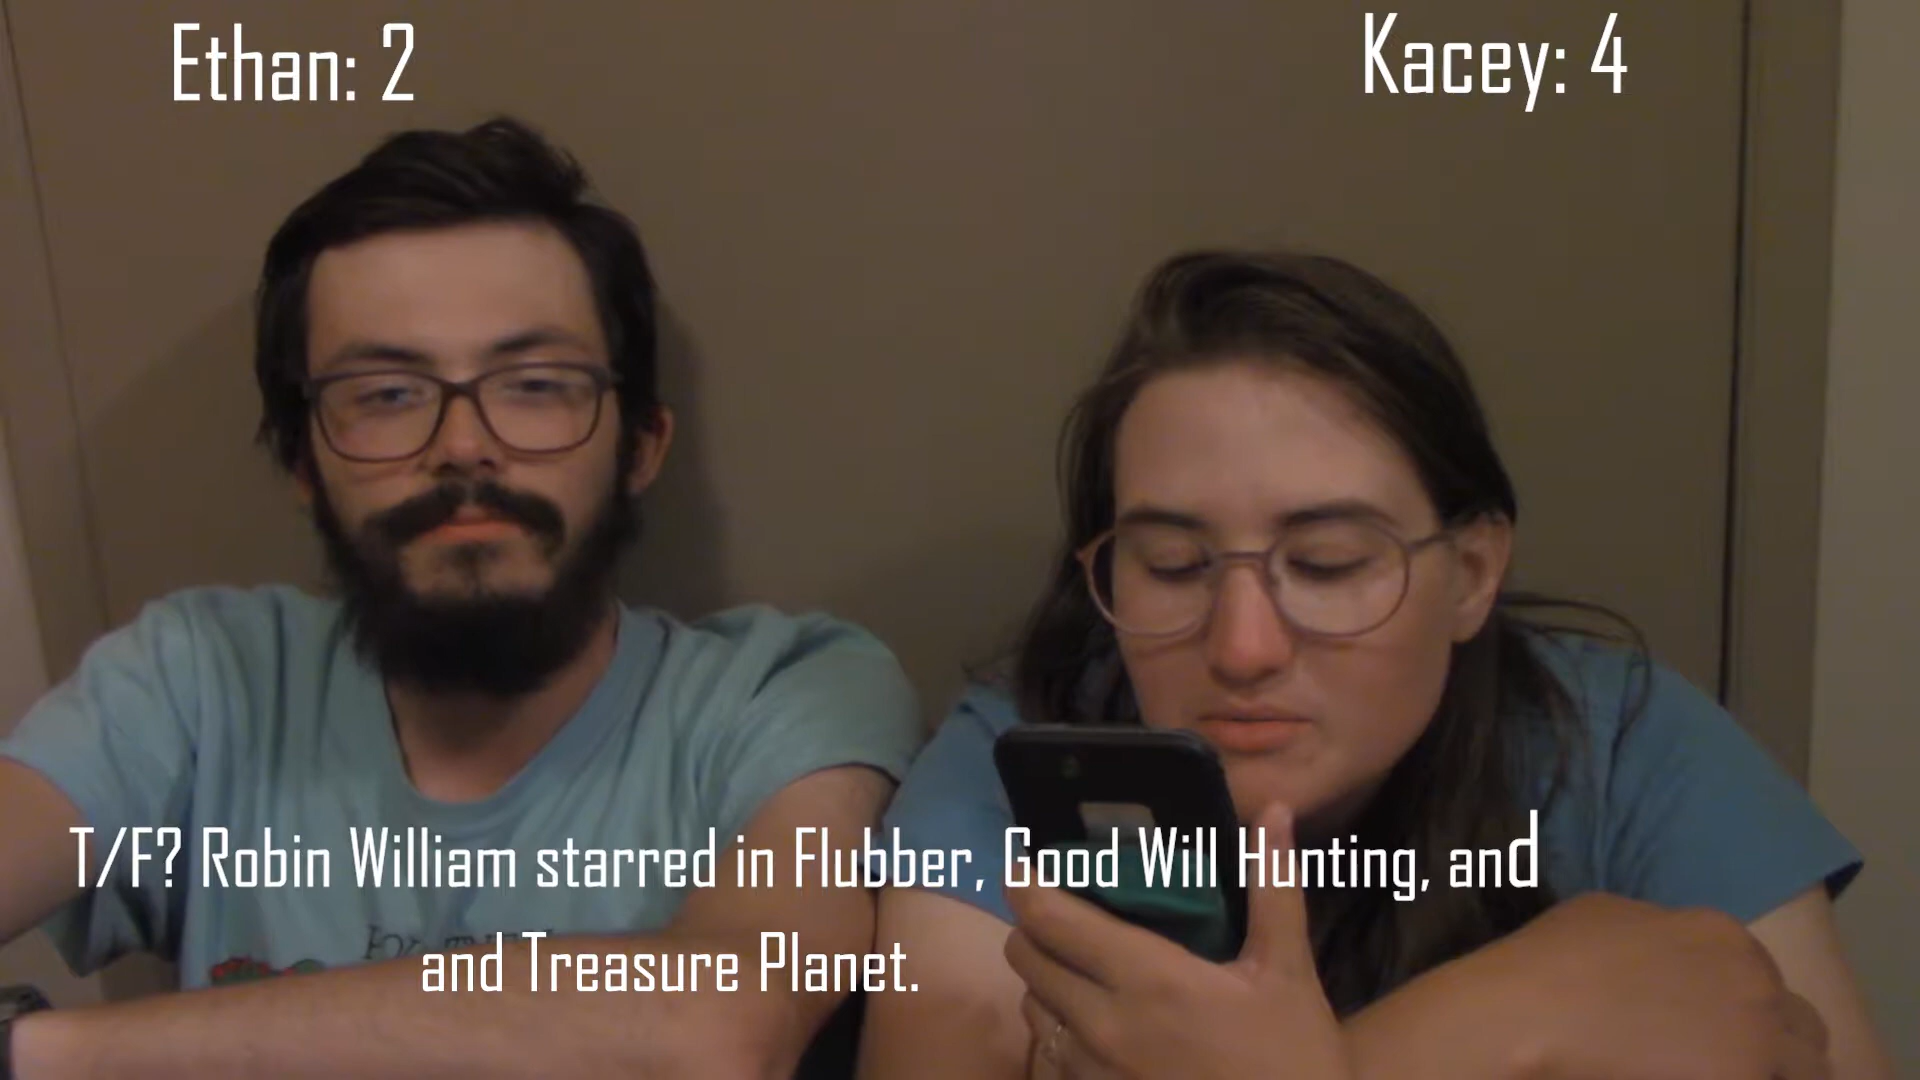 Ethan: 2
Kacey: 4
T/F? Robin William starred in Flubber, Good Will Hunting, and
and Treasure Planet.